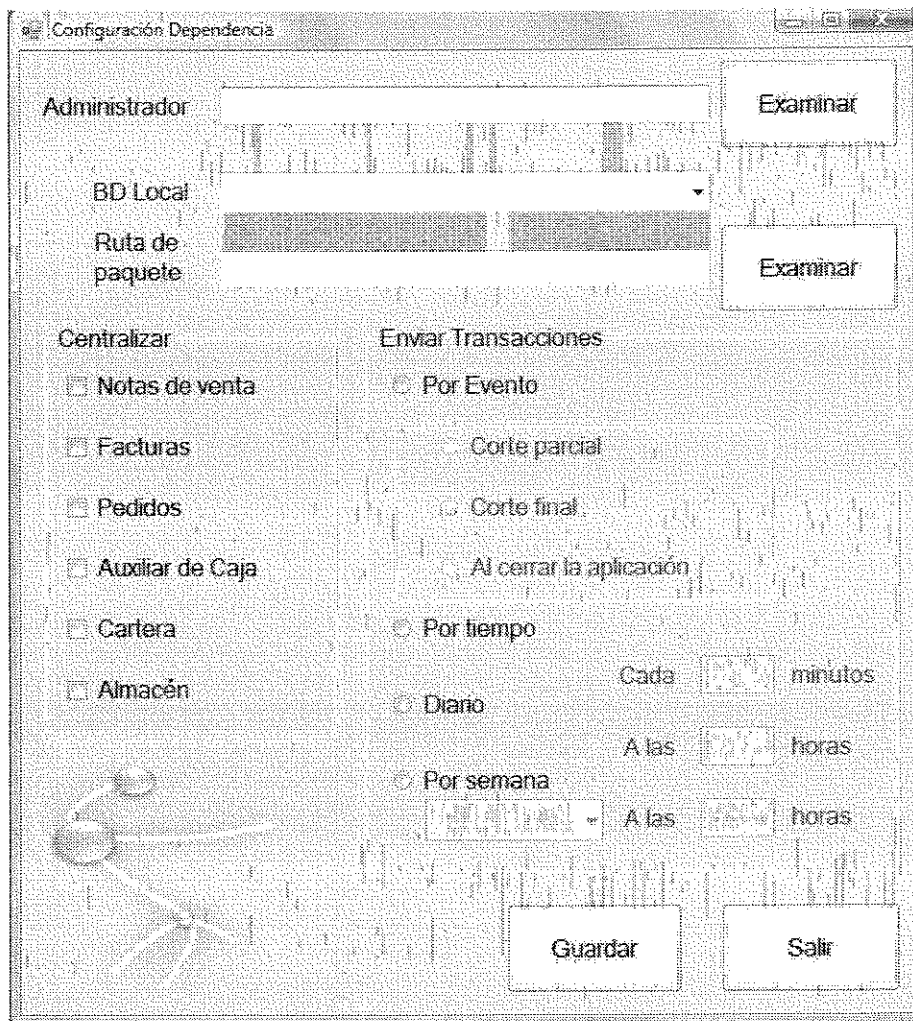 Configuración Dependencia
Administrador
Examinar
BD Local
Ruta de
paquete
Examinar
Centralizar
Notas de venta
Facturas
Pedidos
Auxiliar de Caja
Cartera
Almacén
Enviar Transacciones
Por Evento
Corte parcial
Corte final
Al cerrar la aplicación
Por tiempo
Cada minutos
Diario
A las horas
Por semana
A las horas
Guardar
Salir